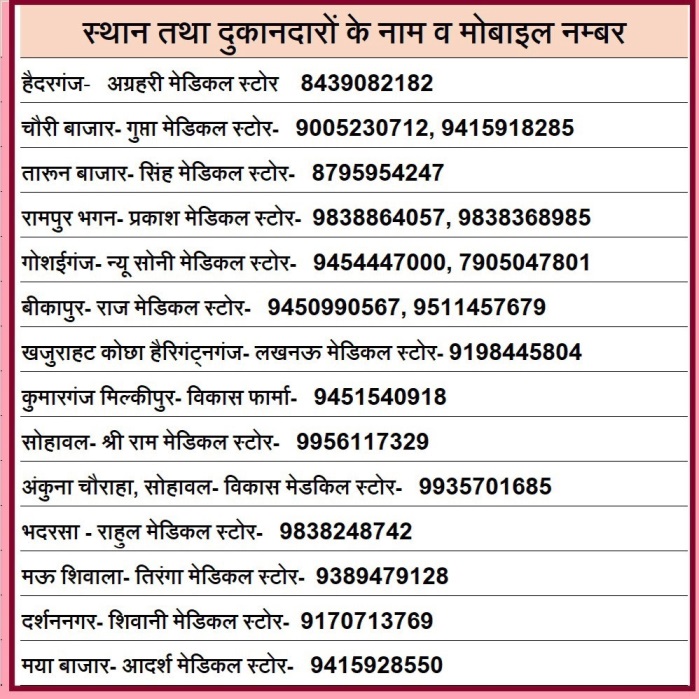 स्थान तथा दुकानदारों के नाम व मोबाइल नम्बर
हैदरगंज- अग्रहरी मेडिकल स्टोर 8439082182
चौरी बाजार- गुप्ता मेडिकल स्टोर- 9005230712, 9415918285
तारून बाजार- सिंह मेडिकल स्टोर- 8795954247
रामपुर भगन- प्रकाश मेडिकल स्टोर- 9838864057, 9838368985
गोशईगंज- न्यू सोनी मेडिकल स्टोर- 9454447000, 7905047801
बीकापुर- राज मेडिकल स्टोर- 9450990567, 9511457679
खजुराहट कोछा हैरिगंट्नगंज- लखनऊ मेडिकल स्टोर- 9198445804
कुमारगंज मिल्कीपुर- विकास फार्मा- 9451540918
सोहावल- श्री राम मेडिकल स्टोर- 9956117329
अंकुना चौराहा, सोहावल- विकास मेडकिल स्टोर- 9935701685
भदरसा - राहुल मेडिकल स्टोर- 9838248742
मऊ शिवाला- तिरंगा मेडिकल स्टोर- 9389479128
दर्शननगर- शिवानी मेडिकल स्टोर- 9170713769
मया बाजार- आदर्श मेडिकल स्टोर- 9415928550